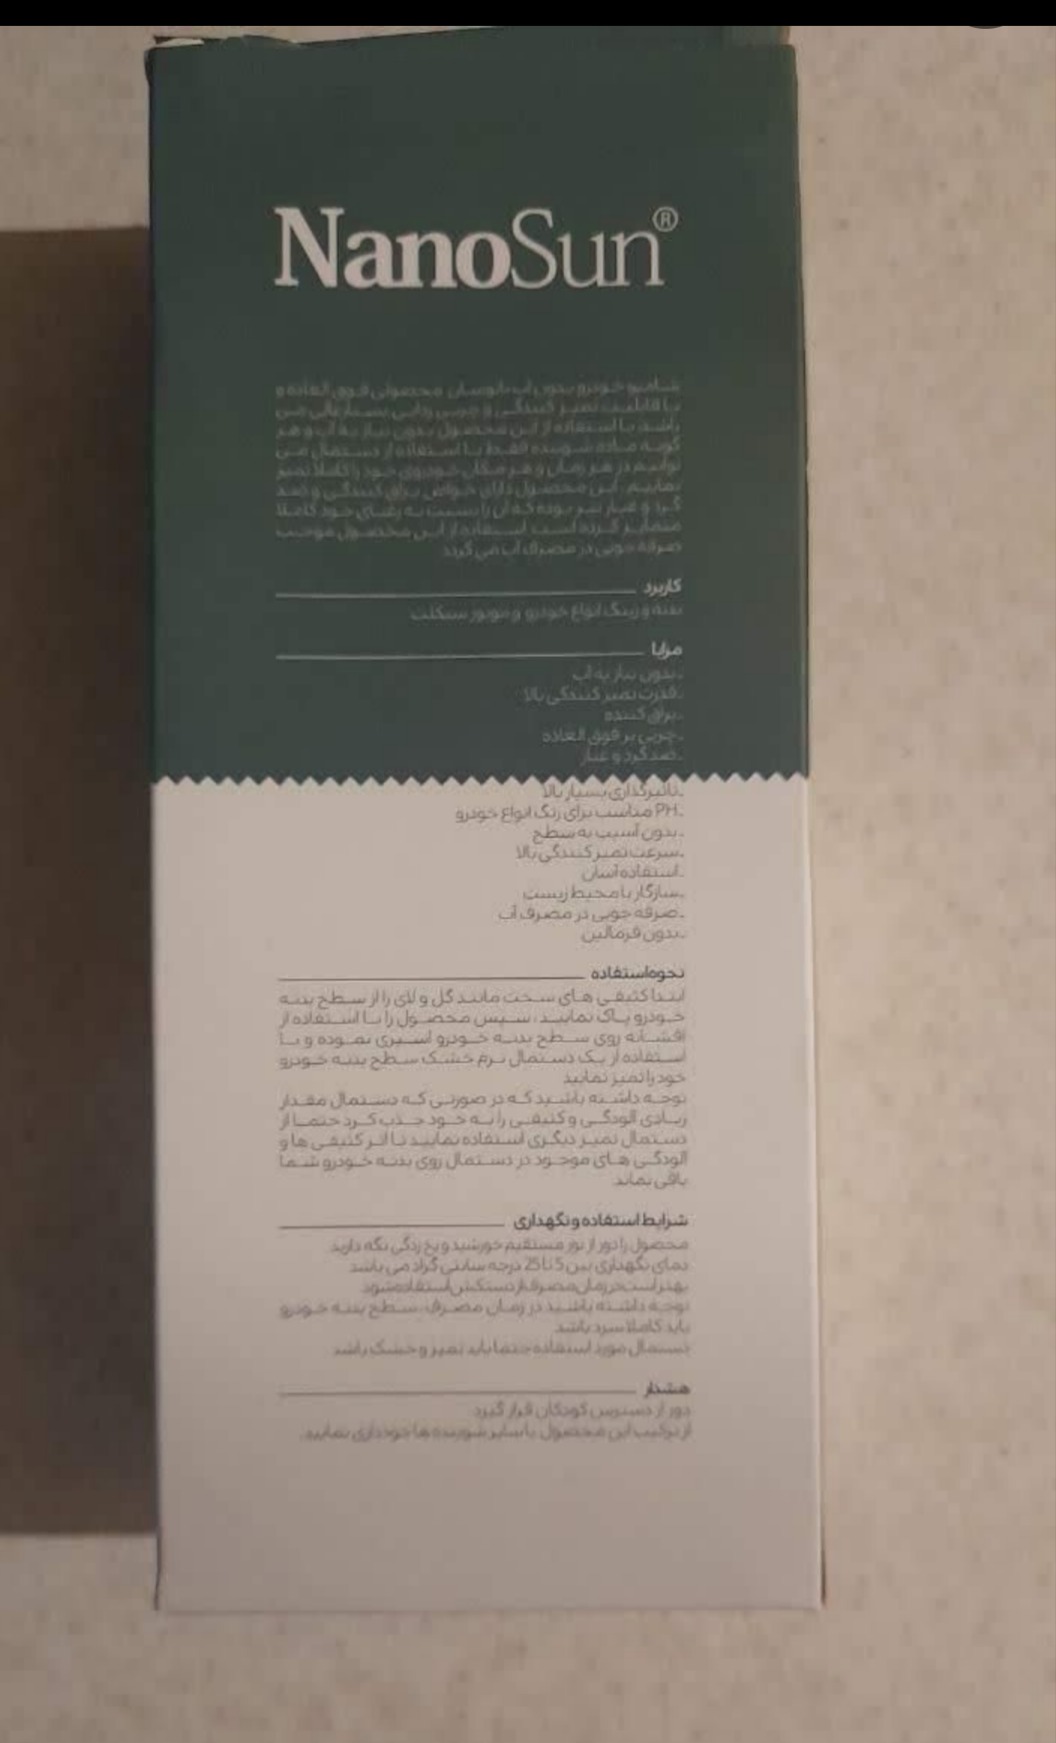 NanoSun®
شامپو خودرو بدون آب نانوسان محصولی فوق العاده و
با قابلیت تمیز کنندگی و چربی زدایی بسیار عالی می
باشد. با استفاده از این محصول بدون نیاز به آب و هر
گونه ماده شوینده فقط با استفاده از دستمال می
توانیم در هر زمان و هر مکان خودروی خود را کاملا تمیز
نماییم. این محصول دارای خواص براق کنندگی و ضد
گرد و غبار نیز بوده که آن را نسبت به رقبای خود کاملا
متمایز کرده است. استفاده از این محصول موجب
صرفه جویی در مصرف آب می گردد
کاربرد
بدنه و رینگ انواع خودرو و موتور سیکلت
مزایا
.بدون نیاز به آب
.قدرت تمیز کنندگی بالا
.براق کننده
.چربی بر فوق العاده
.ضد گرد و غبار
.تاثیرگذاری بسیار بالا
.PH مناسب برای رنگ انواع خودرو
.بدون آسیب به سطح
.سرعت تمیز کنندگی بالا
.استفاده آسان
.سازگار با محیط زیست
.صرفه جویی در مصرف آب
.بدون فرمالین
نحوه استفاده
ابتدا کثیفی های سخت مانند گل و لای را از سطح بدنه
خودرو پاک نمایید، سپس محصول را با استفاده از
افشانه روی سطح بدنه خودرو اسپری نموده و با
استفاده از یک دستمال نرم خشک سطح بدنه خودرو
خود را تمیز نمایید
توجه داشته باشید که در صورتی که دستمال مقدار
زیادی آلودگی و کثیفی را به خود جذب کرد حتما از
دستمال تمیز دیگری استفاده نمایید تا اثر کثیفی ها و
آلودگی های موجود در دستمال روی بدنه خودرو شما
باقی نماند.
شرایط استفاده و نگهداری
محصول را دور از نور مستقیم خورشید و یخ زدگی نگه دارید
دمای نگهداری بین 5 تا 25 درجه سانتی گراد می باشد
بهتر است در زمان مصرف از دستکش استفاده شود
توجه داشته باشید در زمان مصرف، سطح بدنه خودرو
باید کاملا سرد باشد
دستمال مورد استفاده حتما باید تمیز و خشک باشد
هشدار
دور از دسترس کودکان قرار گیرد
از ترکیب این محصول با سایر شوینده ها خودداری نمایید.